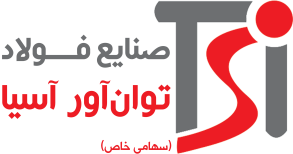 صنایع فولاد
توان‌آور آسیا
(سهامی خاص)
TSI